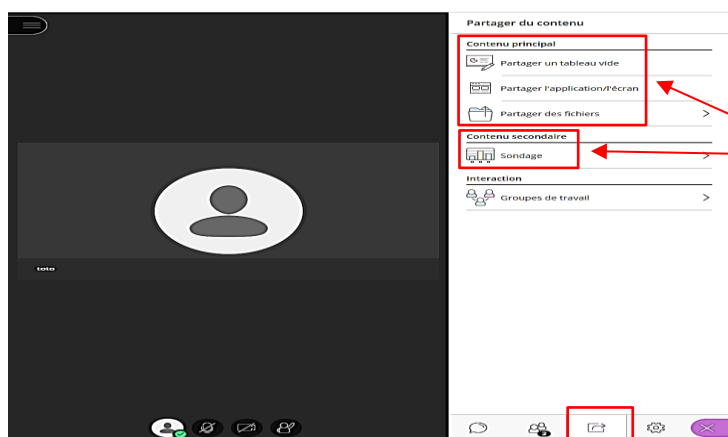 Partager du contenu
Contenu principal
Partager un tableau vide
Partager l'application/l'écran
Partager des fichiers
Contenu secondaire
Sondage
Interaction
Groupes de travail
toto